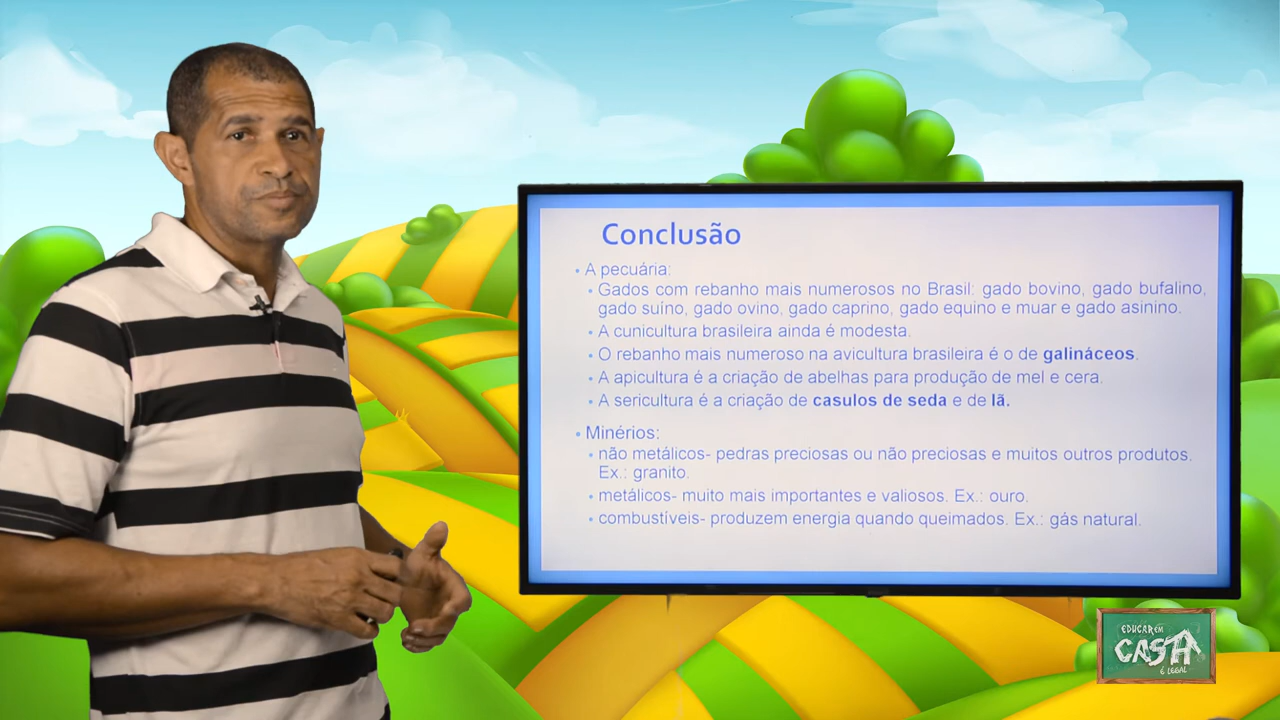 Conclusão
• A pecuária:
• Gados com rebanho mais numerosos no Brasil: gado bovino, gado bufalino,
gado suíno, gado ovino, gado caprino, gado equino e muar e gado asinino.
• A cunicultura brasileira ainda é modesta.
• O rebanho mais numeroso na avicultura brasileira é o de galináceos.
• A apicultura é a criação de abelhas para produção de mel e cera.
• A sericultura é a criação de casulos de seda e de lã.
• Minérios:
• não metálicos- pedras preciosas ou não preciosas e muitos outros produtos.
Ex.: granito.
• metálicos- muito mais importantes e valiosos. Ex.: ouro.
• combustíveis- produzem energia quando queimados. Ex.: gás natural.
EDUCAR EM
CASA
É LEGAL